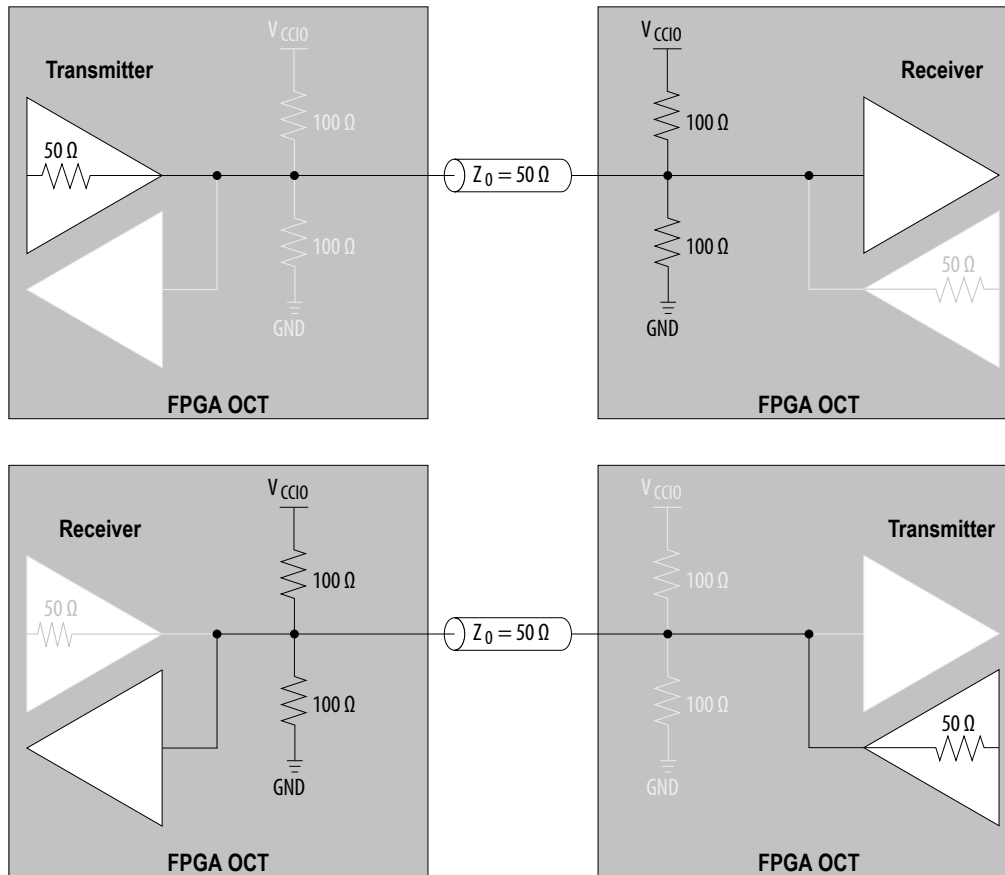 V CCIO
V CCIO
Transmitter
Receiver
100 Ω
100 Ω
50 Ω
Z 0 = 50 Ω
100 Ω
100 Ω
50 Ω
GND
GND
FPGA OCT
FPGA OCT
V CCIO
V CCIO
Receiver
Transmitter
100 Ω
100 Ω
50 Ω
Z 0 = 50 Ω
100 Ω
100 Ω
50 Ω
GND
GND
FPGA OCT
FPGA OCT